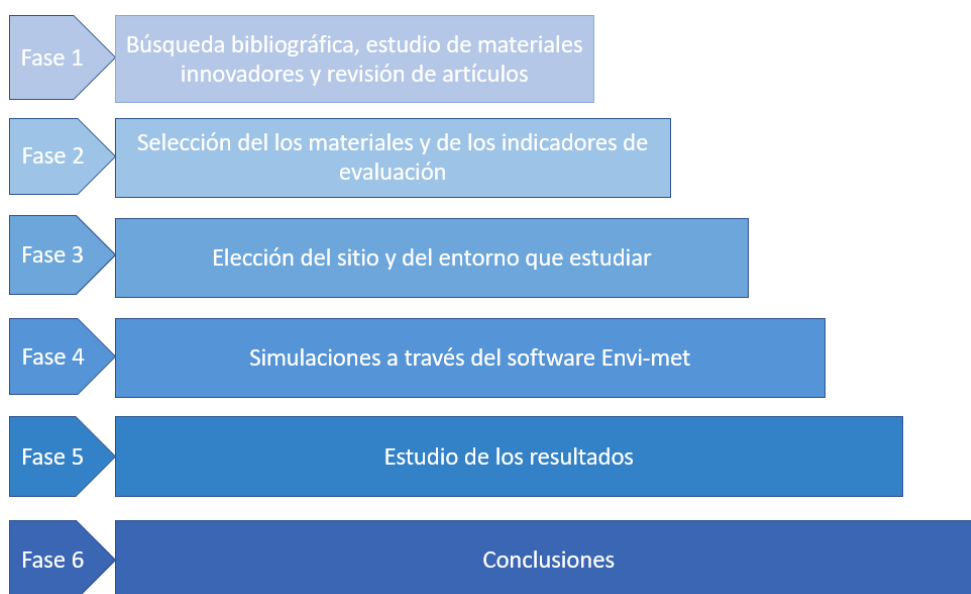 Fase 1
Búsqueda bibliográfica, estudio de materiales
innovadores y revisión de artículos
Fase 2
Selección del los materiales y de los indicadores de
evaluación
Fase 3
Elección del sitio y del entorno que estudiar
Fase 4
Simulaciones a través del software Envi-met
Fase 5
Estudio de los resultados
Fase 6
Conclusiones